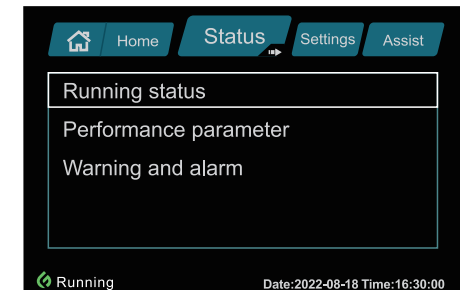 Home Status Settings Assist
Running status
Performance parameter
Warning and alarm
Running Date:2022-08-18 Time:16:30:00